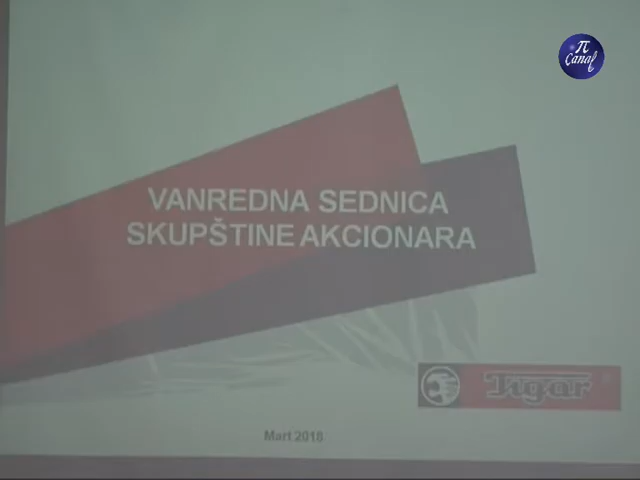 π
Canal
VANREDNA SEDNICA
SKUPŠTINE AKCIONARA
Tigar
Mart 2018